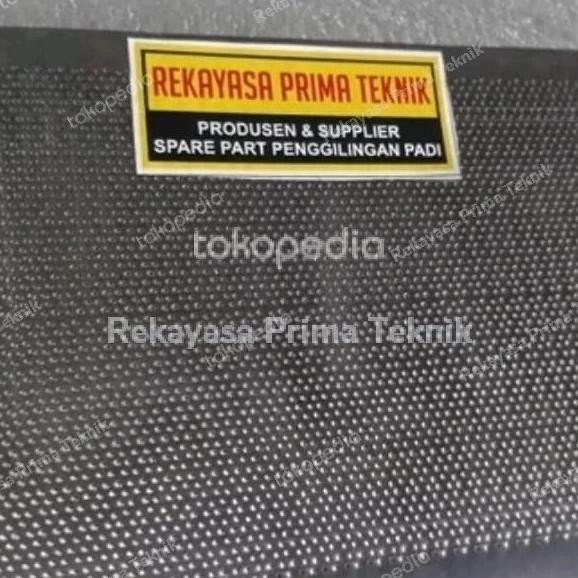 REKAYASA PRIMA TEKNIK
PRODUSEN & SUPPLIER
SPARE PART PENGGILINGAN PADI
tokopedia
Rekayasa Prima Teknik